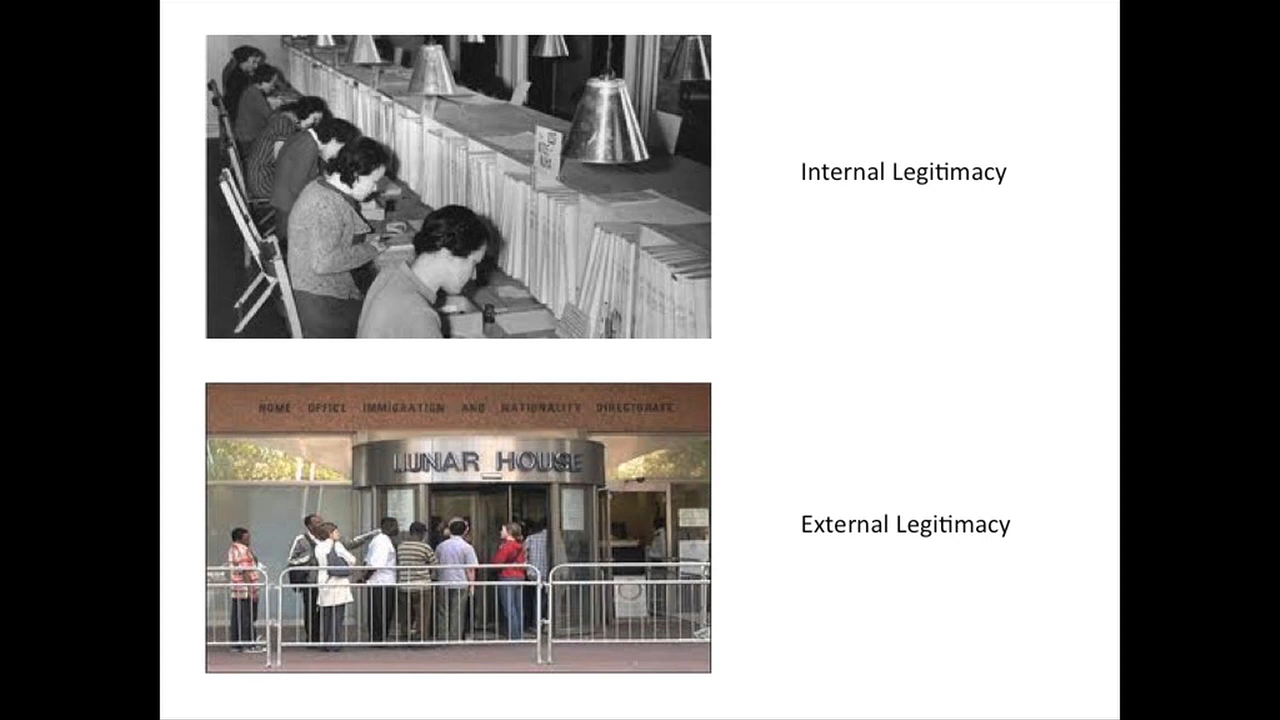 Internal Legitimacy
HOME OFFICE IMMIGRATION AND NATIONALITY DIRECTORATE
LUNAR HOUSE
External Legitimacy